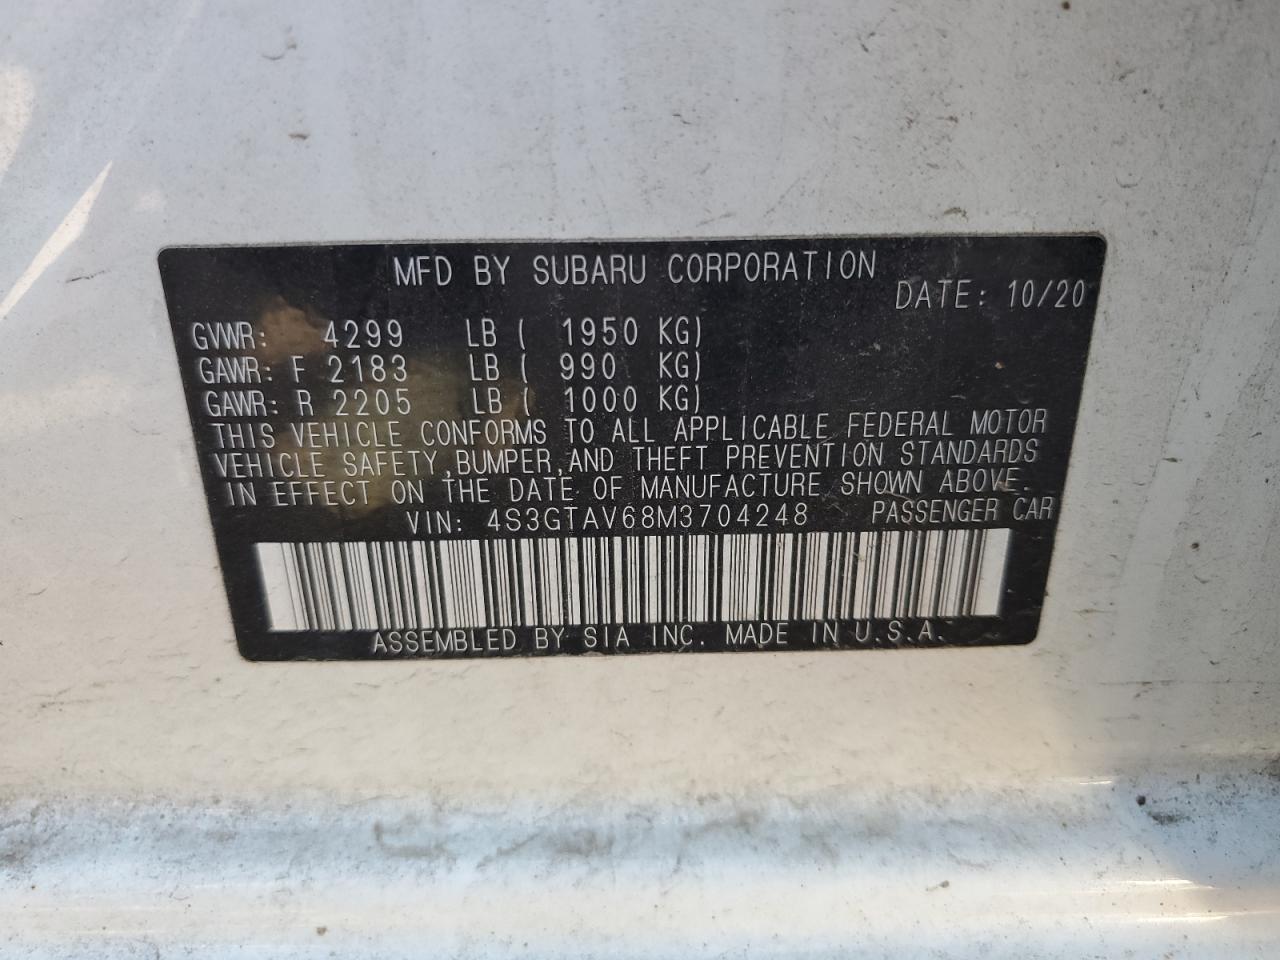 MFD BY SUBARU CORPORATION
DATE: 10/20
GVWR: 4299 LB ( 1950 KG)
GAWR: F 2183 LB ( 990 KG)
GAWR: R 2205 LB ( 1000 KG)
THIS VEHICLE CONFORMS TO ALL APPLICABLE FEDERAL MOTOR
VEHICLE SAFETY,BUMPER,AND THEFT PREVENTION STANDARDS
IN EFFECT ON THE DATE OF MANUFACTURE SHOWN ABOVE.
VIN: 4S3GTAV68M3704248 PASSENGER CAR
ASSEMBLED BY SIA INC. MADE IN U.S.A.